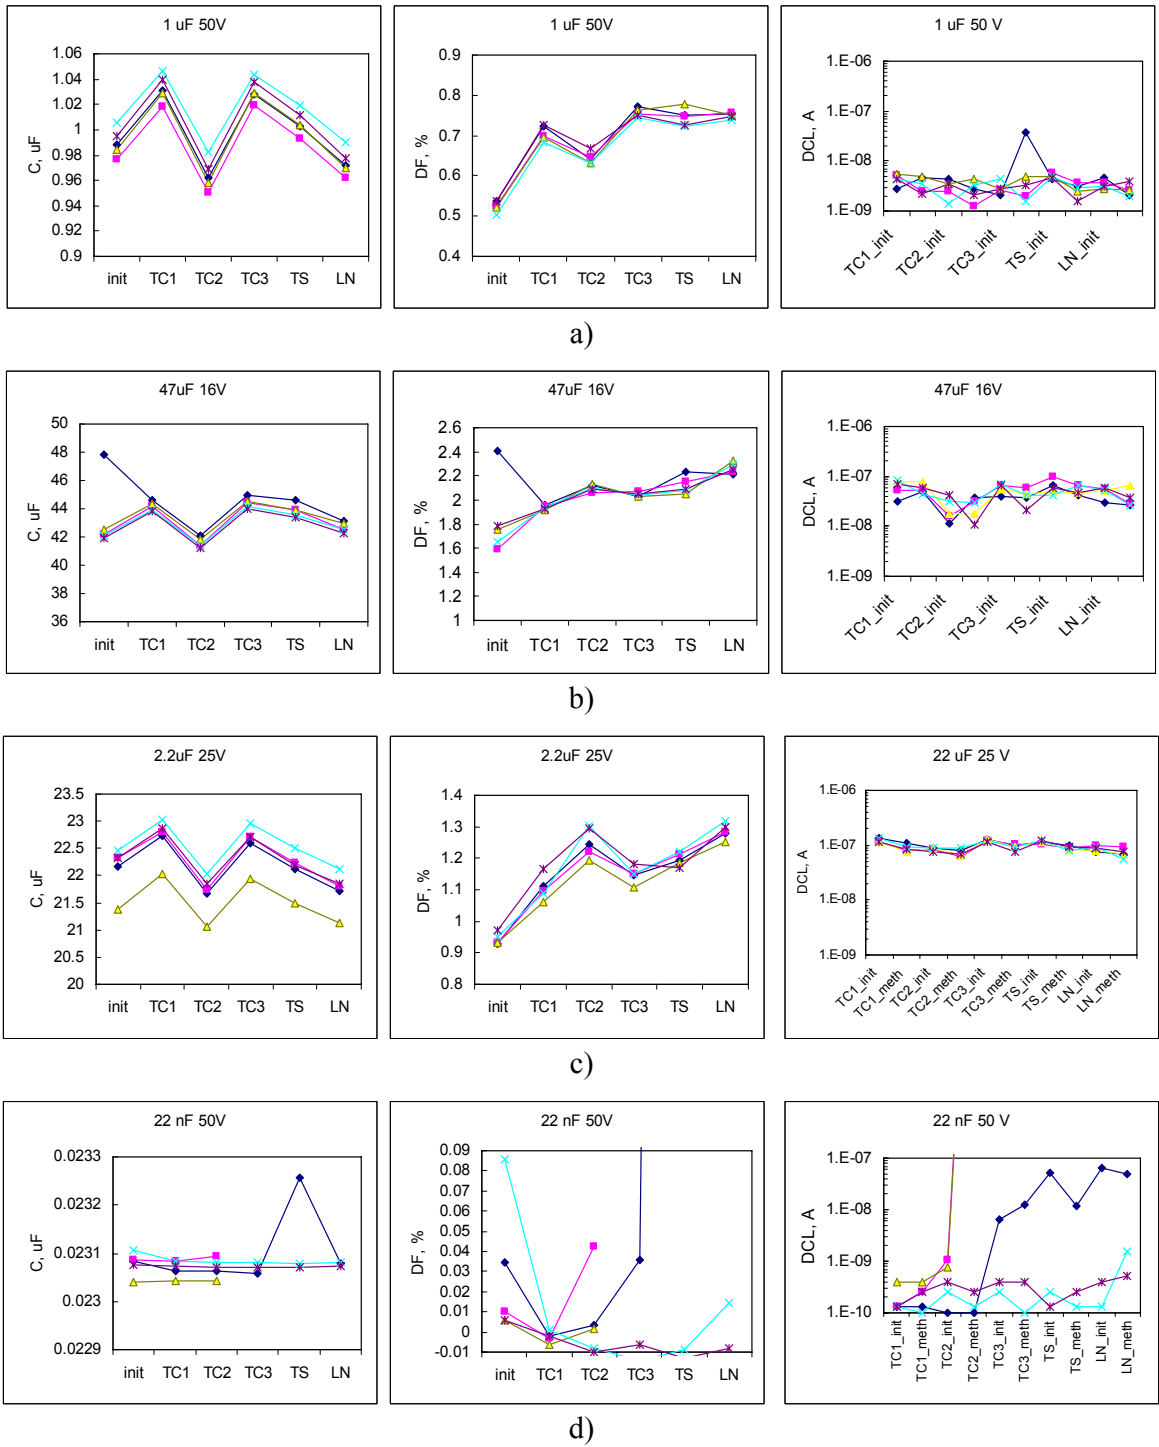 1 uF 50V
C, uF
1.06
1.04
1.02
1
0.98
0.96
0.94
0.92
0.9
init TC1 TC2 TC3 TS LN
1 uF 50V
DF, %
0.9
0.8
0.7
0.6
0.5
0.4
init TC1 TC2 TC3 TS LN
1 uF 50 V
DCL, A
1.E-06
1.E-07
1.E-08
1.E-09
TC1_init TC2_init TC3_init TS_init LN_init
a)
47uF 16V
C, uF
50
48
46
44
42
40
38
36
init TC1 TC2 TC3 TS LN
47uF 16V
DF, %
2.6
2.4
2.2
2
1.8
1.6
1.4
1.2
1
init TC1 TC2 TC3 TS LN
47uF 16V
DCL, A
1.E-06
1.E-07
1.E-08
1.E-09
TC1_init TC2_init TC3_init TS_init LN_init
b)
2.2uF 25V
C, uF
23.5
23
22.5
22
21.5
21
20.5
20
init TC1 TC2 TC3 TS LN
2.2uF 25V
DF, %
1.4
1.3
1.2
1.1
1
0.9
0.8
init TC1 TC2 TC3 TS LN
22 uF 25 V
DCL, A
1.E-06
1.E-07
1.E-08
1.E-09
TC1_init TC1_meth TC2_init TC2_meth TC3_init TC3_meth TS_init TS_meth LN_init LN_meth
c)
22 nF 50V
C, uF
0.0233
0.0232
0.0231
0.023
0.0229
init TC1 TC2 TC3 TS LN
22 nF 50V
DF, %
0.09
0.08
0.07
0.06
0.05
0.04
0.03
0.02
0.01
0
-0.01
init TC1 TC2 TC3 TS LN
22 nF 50 V
DCL, A
1.E-07
1.E-08
1.E-09
1.E-10
TC1_init TC1_meth TC2_init TC2_meth TC3_init TC3_meth TS_init TS_meth LN_init LN_meth
d)